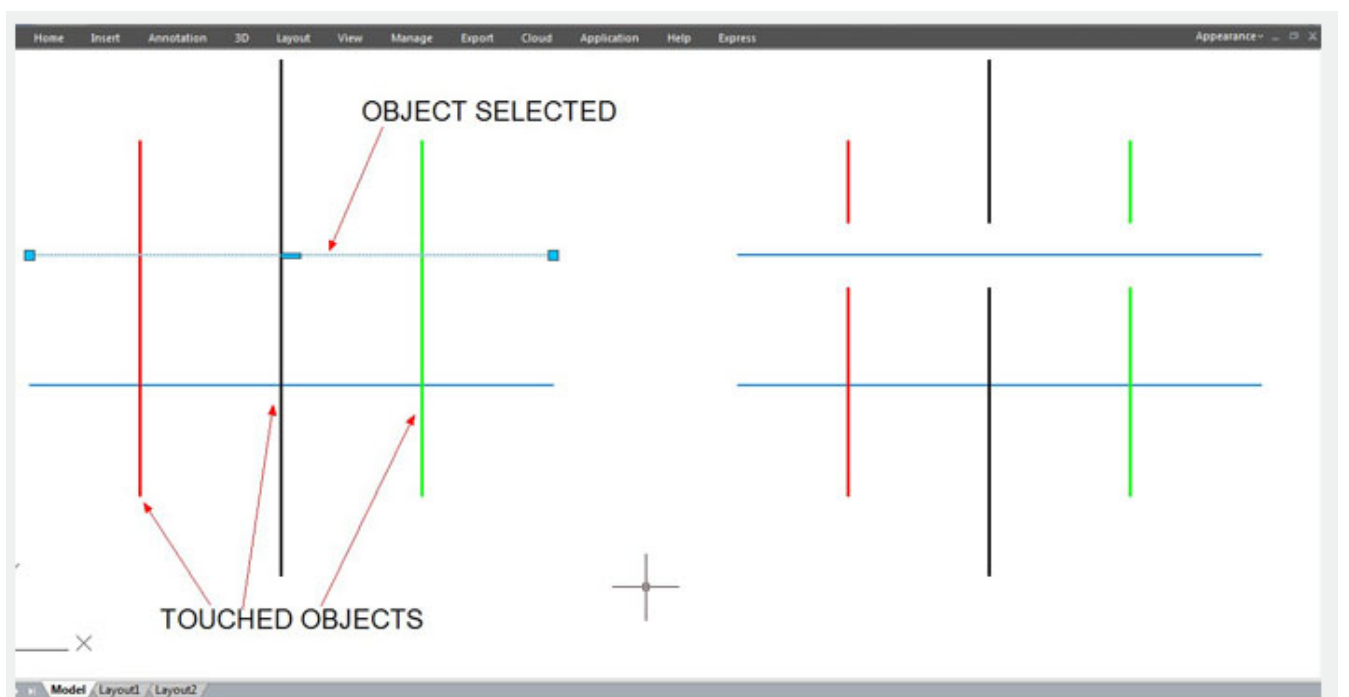 Home Insert Annotation 3D Layout View Manage Export Cloud Application Help Express Appearance
OBJECT SELECTED
TOUCHED OBJECTS
Model Layout1 Layout2